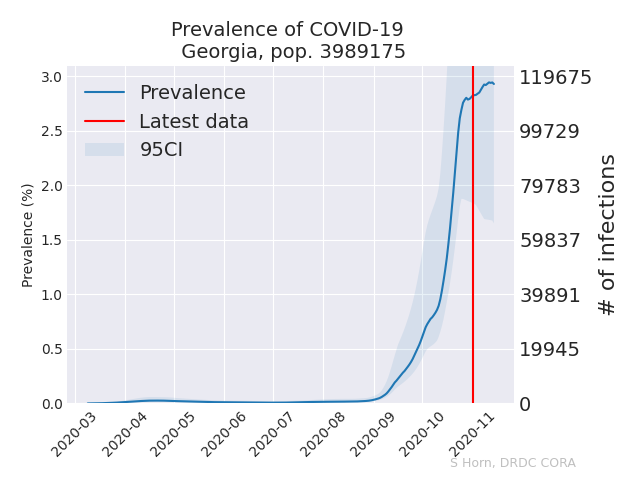 Prevalence of COVID-19
Georgia, pop. 3989175
Prevalence
Latest data
95CI
Prevalence (%)
3.0
2.5
2.0
1.5
1.0
0.5
0.0
119675
99729
79783
59837
39891
19945
0
# of infections
2020-03
2020-04
2020-05
2020-06
2020-07
2020-08
2020-09
2020-10
2020-11
S Horn, DRDC CORA